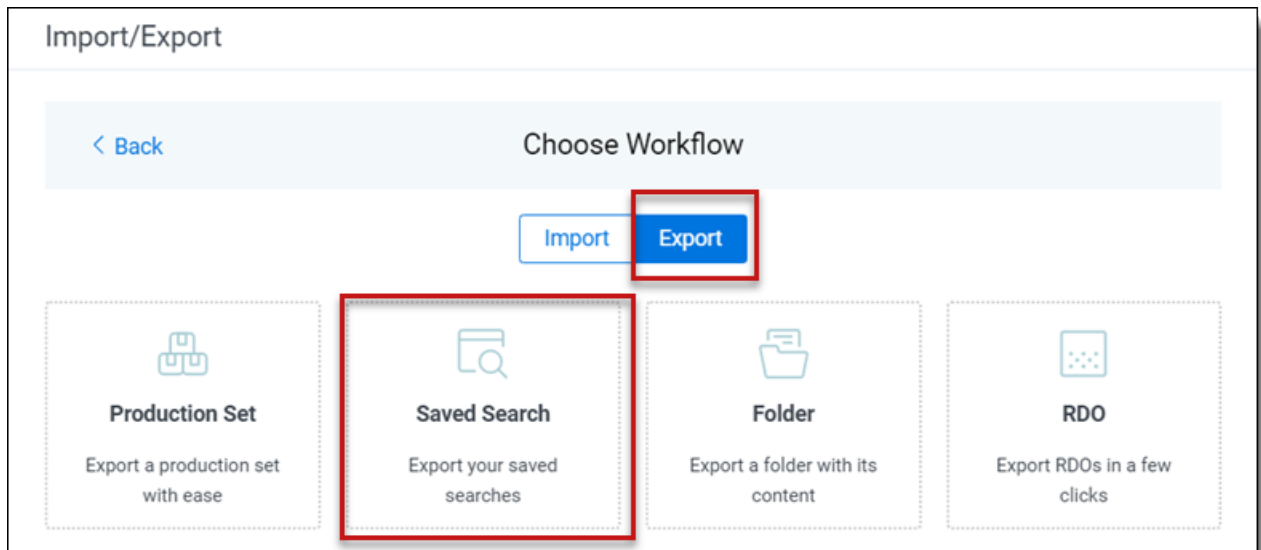 Import/Export
Back
Choose Workflow
Import
Export
Production Set
Export a production set
with ease
Saved Search
Export your saved
searches
Folder
Export a folder with its
content
RDO
Export RDOs in a few
clicks